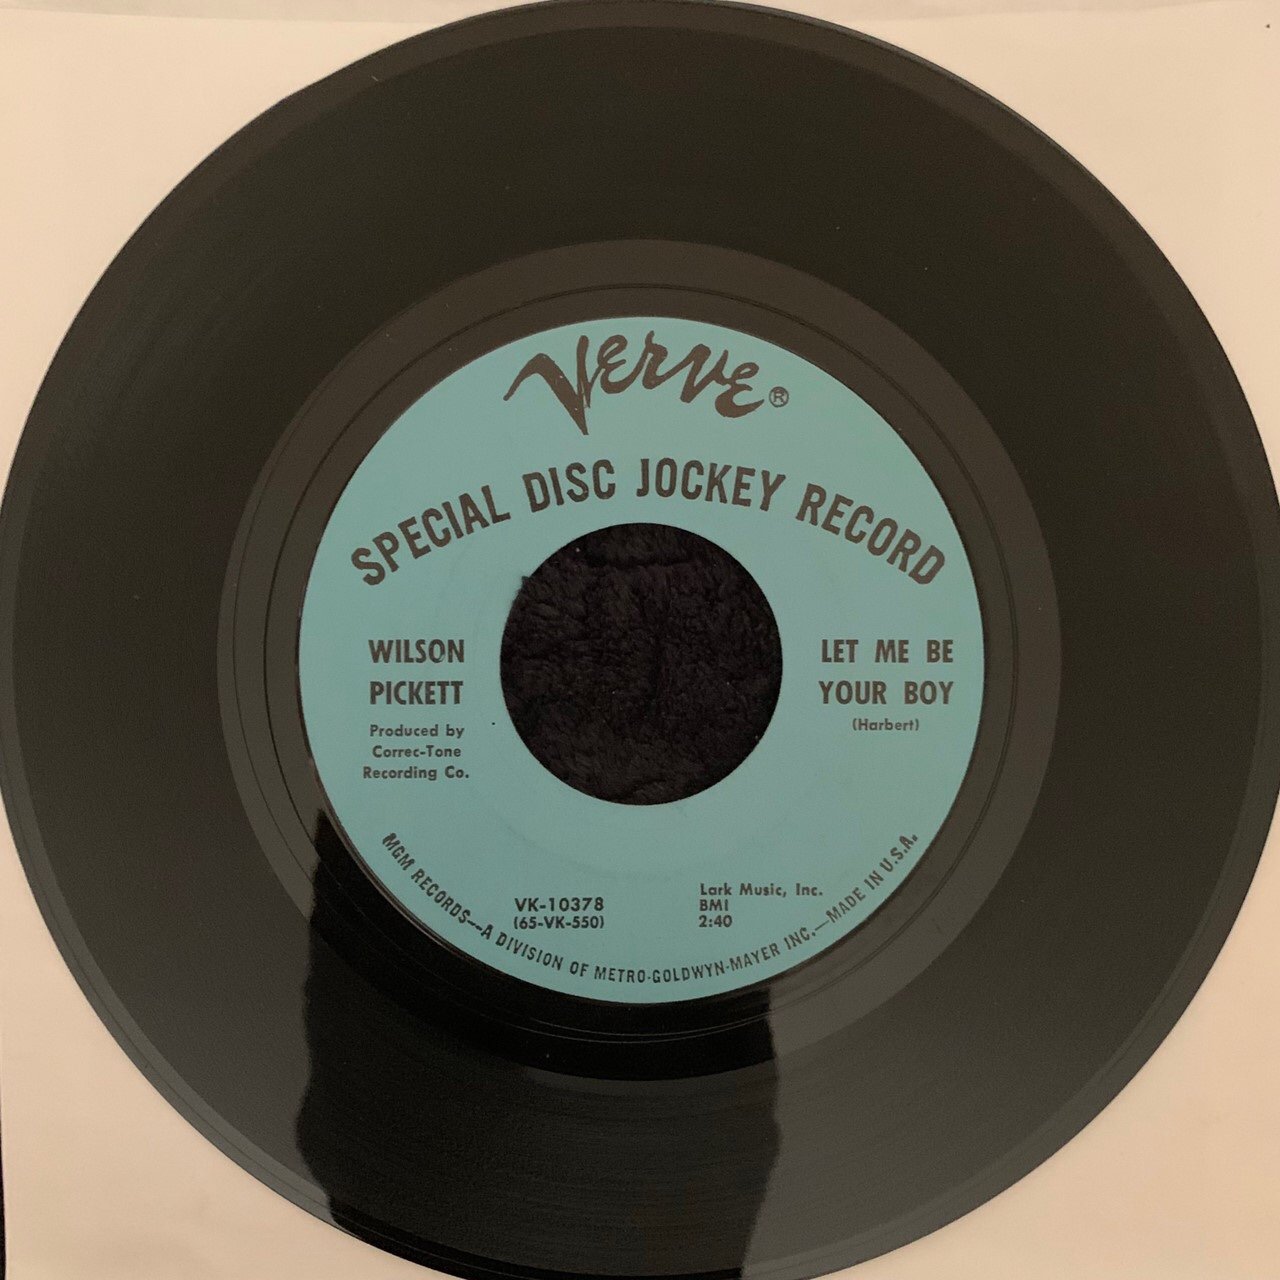 Verve®
SPECIAL DISC JOCKEY RECORD
WILSON
PICKETT
Produced by
Correc-Tone
Recording Co.
LET ME BE
YOUR BOY
(Harbert)
VK-10378
(65-VK-550)
Lark Music, Inc.
BMI
2:40
MGM RECORDS—A DIVISION OF METRO-GOLDWYN-MAYER INC.—MADE IN U.S.A.